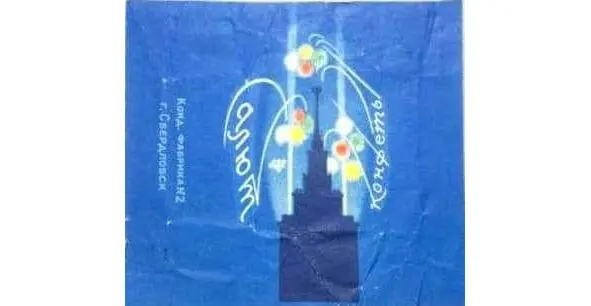 Конфеты
Салют
Конд. фабрика №2
г. Свердловск